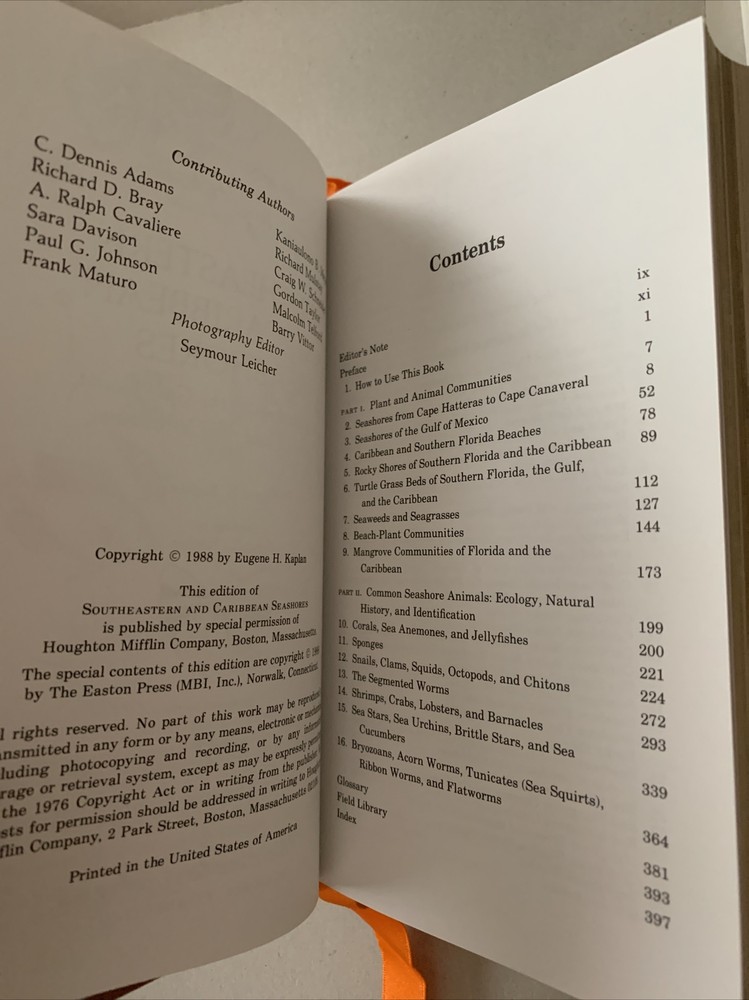 Contributing Authors
C. Dennis Adams
Richard D. Bray
A. Ralph Cavaliere
Sara Davison
Paul G. Johnson
Frank Maturo
Kaniaulono B.
Richard
Craig W.
Gordon Taylor
Malcolm
Barry Vittor
Photography Editor
Seymour Leicher
Copyright © 1988 by Eugene H. Kaplan
This edition of
SOUTHEASTERN AND CARIBBEAN SEASHORES
is published by special permission of
Houghton Mifflin Company, Boston, Massachusetts.
The special contents of this edition are copyright ©
by The Easton Press (MBI, Inc.), Norwalk, Connecticut.
rights reserved. No part of this work may be
by any means, electronic or
photocopying and recording, or by any
or retrieval system, except as may be expressly
the 1976 Copyright Act or in writing from the publisher.
for permission should be addressed in writing to
Company, 2 Park Street, Boston, Massachusetts
Printed in the United States of America
Contents
Editor's Note ix
Preface xi
1. How to Use This Book 1
PART I. Plant and Animal Communities 7
2. Seashores from Cape Hatteras to Cape Canaveral 8
3. Seashores of the Gulf of Mexico 52
4. Caribbean and Southern Florida Beaches 78
5. Rocky Shores of Southern Florida and the Caribbean 89
6. Turtle Grass Beds of Southern Florida, the Gulf,
and the Caribbean 112
7. Seaweeds and Seagrasses 127
8. Beach-Plant Communities 144
9. Mangrove Communities of Florida and the
Caribbean 173
PART II. Common Seashore Animals: Ecology, Natural
History, and Identification 199
10. Corals, Sea Anemones, and Jellyfishes 200
11. Sponges 221
12. Snails, Clams, Squids, Octopods, and Chitons 224
13. The Segmented Worms 272
14. Shrimps, Crabs, Lobsters, and Barnacles 293
15. Sea Stars, Sea Urchins, Brittle Stars, and Sea
Cucumbers 339
16. Bryozoans, Acorn Worms, Tunicates (Sea Squirts),
Ribbon Worms, and Flatworms 364
Glossary 381
Field Library 393
Index 397